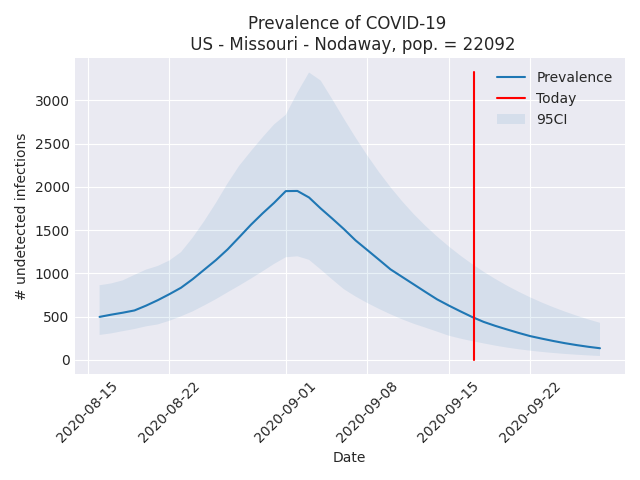 Prevalence of COVID-19
US - Missouri - Nodaway, pop. = 22092
Prevalence
Today
95CI
# undetected infections
3000
2500
2000
1500
1000
500
0
2020-08-15
2020-08-22
2020-09-01
2020-09-08
2020-09-15
2020-09-22
Date